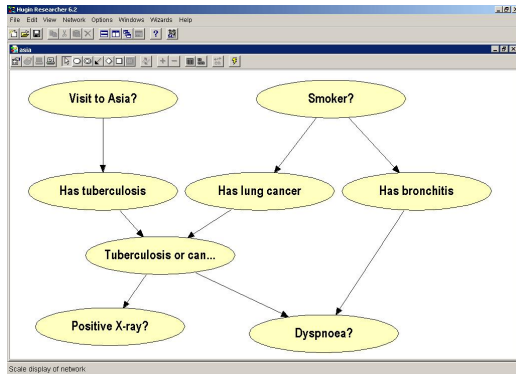 Hugin Researcher 6.2
File Edit View Network Options Windows Wizards Help
asia
Visit to Asia?
Smoker?
Has tuberculosis
Has lung cancer
Has bronchitis
Tuberculosis or can...
Positive X-ray?
Dyspnoea?
Scale display of network